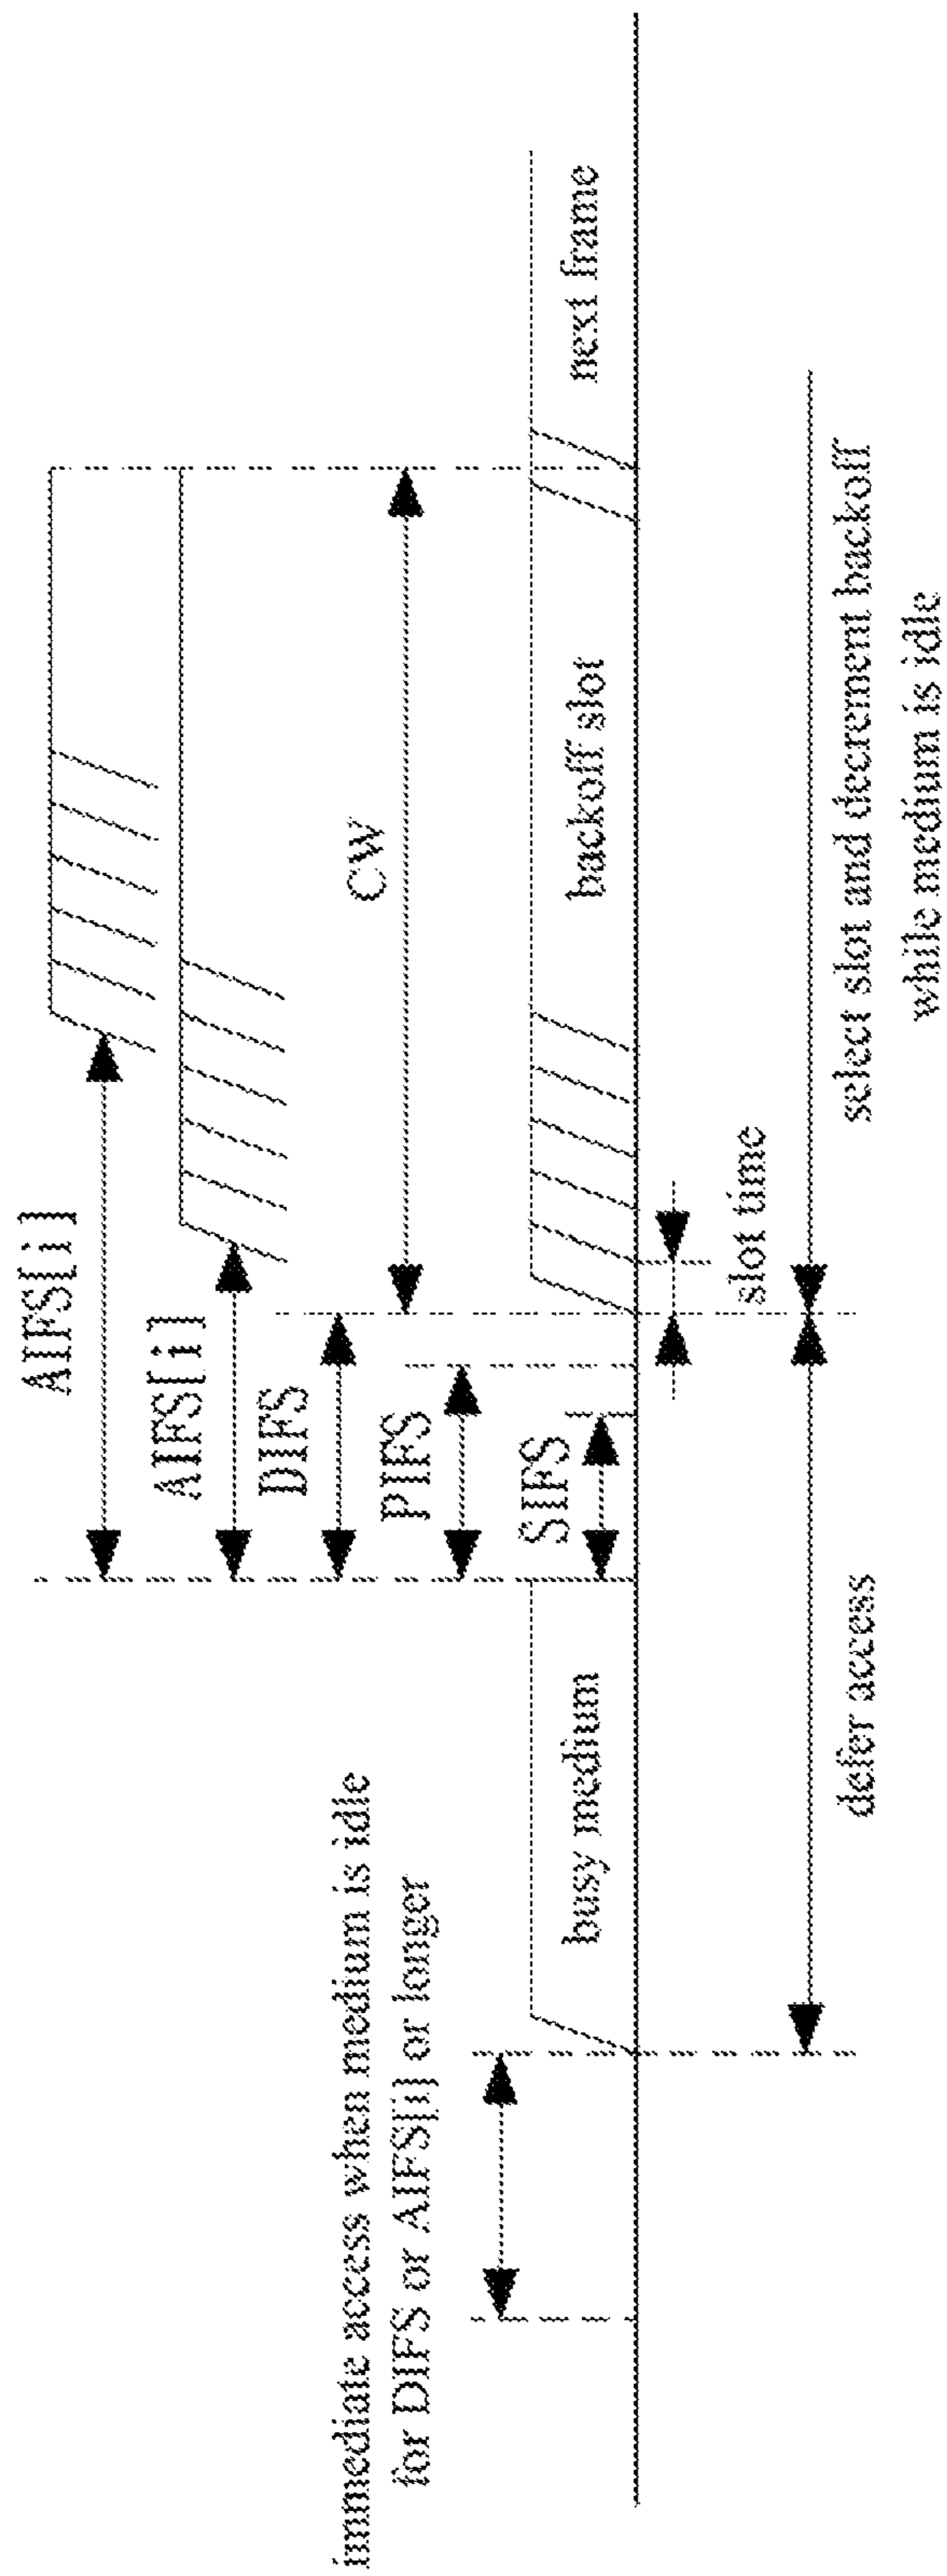 AIFS[j]
AIFS[i]
immediate access when medium is idle
for DIFS or AIFS[i] or longer
DIFS
PIFS
CW
SIFS
busy medium
backoff slot
next frame
slot time
defer access
select slot and decrement backoff
while medium is idle